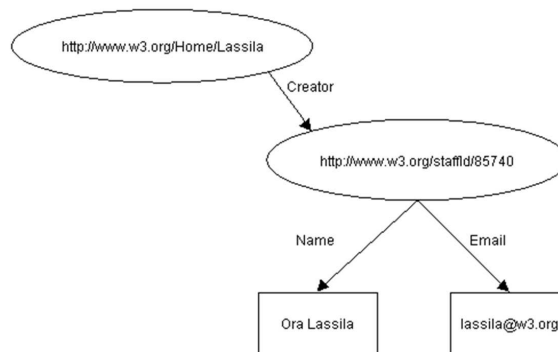 http://www.w3.org/Home/Lassila
Creator
http://www.w3.org/staffId/85740
Name
Email
Ora Lassila
lassila@w3.org